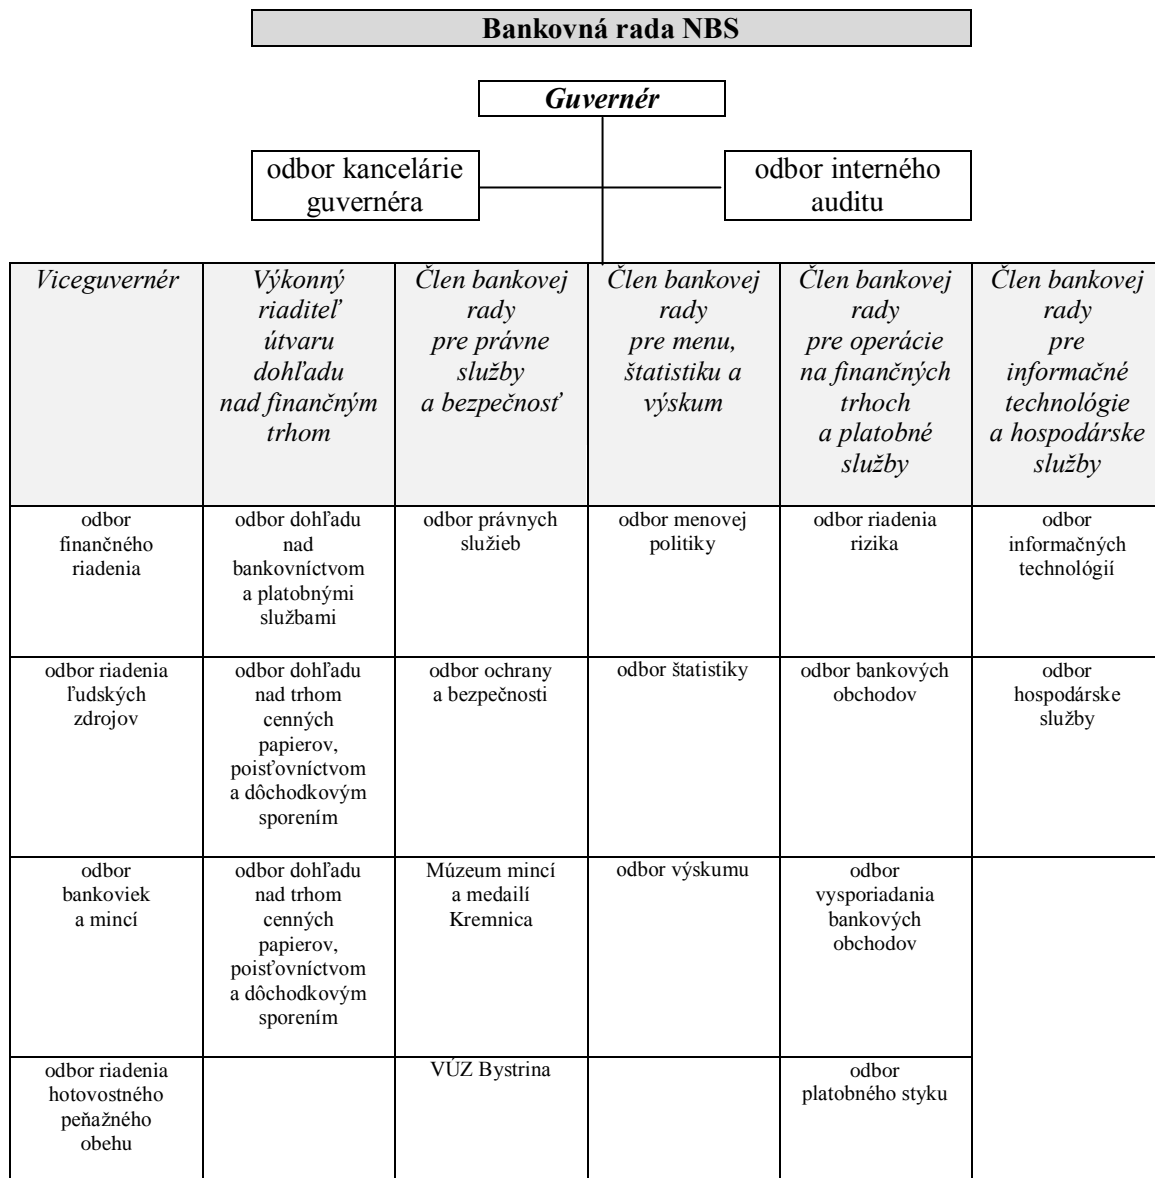 Bankovná rada NBS
Guvernér
odbor kancelárie
guvernéra
odbor interného
auditu
Viceguvernér
Výkonný
riaditeľ
útvaru
dohľadu
nad finančným
trhom
Člen bankovej
rady
pre právne
služby
a bezpečnosť
Člen bankovej
rady
pre menu,
štatistiku a
výskum
Člen bankovej
rady
pre operácie
na finančných
trhoch
a platobné
služby
Člen bankovej
rady
pre
informačné
technológie
a hospodárske
služby
odbor
finančného
riadenia
odbor dohľadu
nad
bankovníctvom
a platobnými
službami
odbor právnych
služieb
odbor menovej
politiky
odbor riadenia
rizika
odbor
informačných
technológií
odbor riadenia
ľudských
zdrojov
odbor dohľadu
nad trhom
cenných
papierov,
poisťovníctvom
a dôchodkovým
sporením
odbor ochrany
a bezpečnosti
odbor štatistiky
odbor bankových
obchodov
odbor
hospodárske
služby
odbor
bankoviek
a mincí
odbor dohľadu
nad trhom
cenných
papierov,
poisťovníctvom
a dôchodkovým
sporením
Múzeum mincí
a medailí
Kremnica
odbor výskumu
odbor
vysporiadania
bankových
obchodov
odbor riadenia
hotovostného
peňažného
obehu
VÚZ Bystrina
odbor
platobného styku